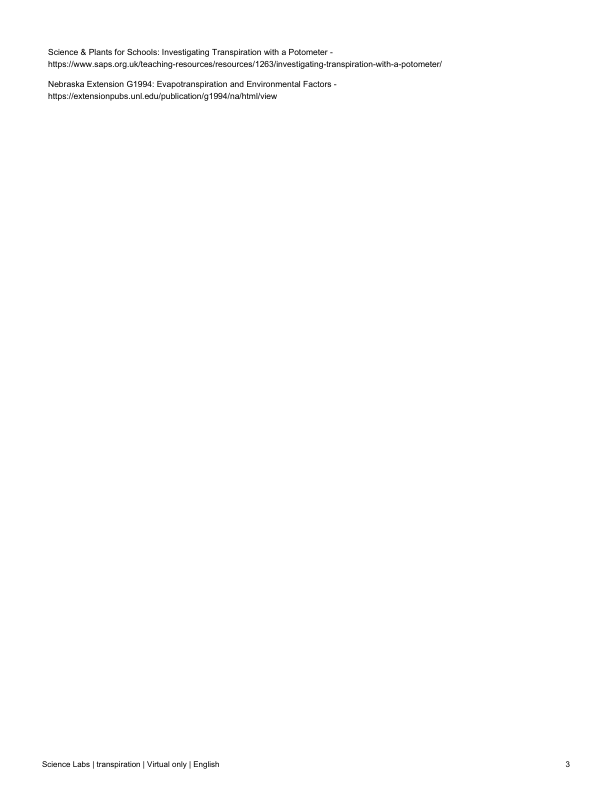 Science & Plants for Schools: Investigating Transpiration with a Potometer -
https://www.saps.org.uk/teaching-resources/resources/1263/investigating-transpiration-with-a-potometer/
Nebraska Extension G1994: Evapotranspiration and Environmental Factors -
https://extensionpubs.unl.edu/publication/g1994/na/html/view
Science Labs | transpiration | Virtual only | English 3